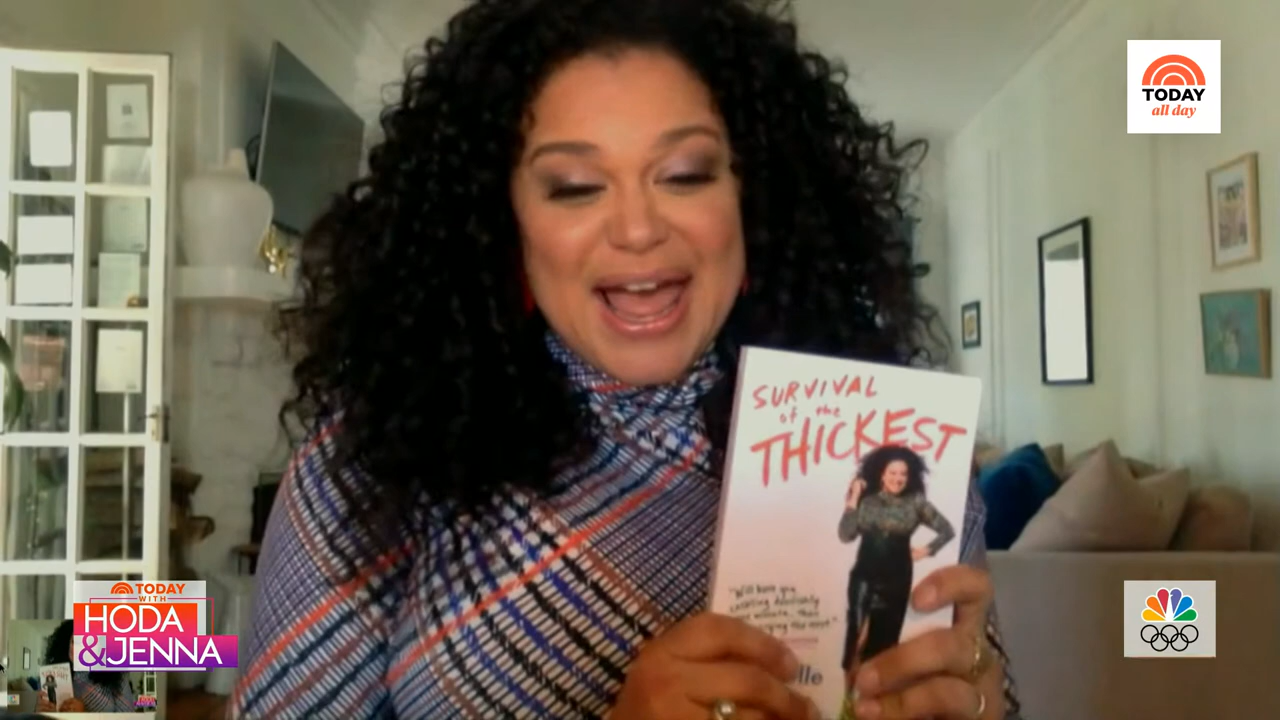 TODAY
all day
SURVIVAL
of the
THICKEST
"Will have you
TODAY
WITH
HODA
&JENNA